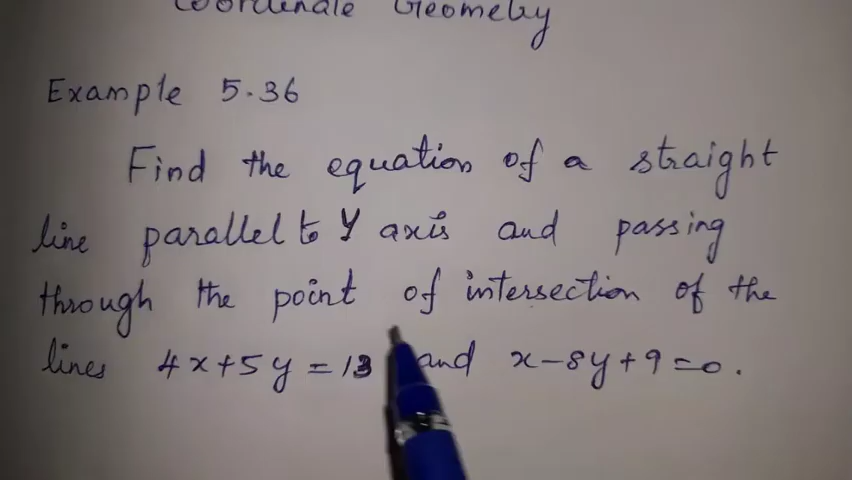 Coordinate Geometry
Example 5.36
Find the equation of a straight
line parallel to Y axis and passing
through the point of intersection of the
lines 4x+5y=13 and x-8y+9=0.